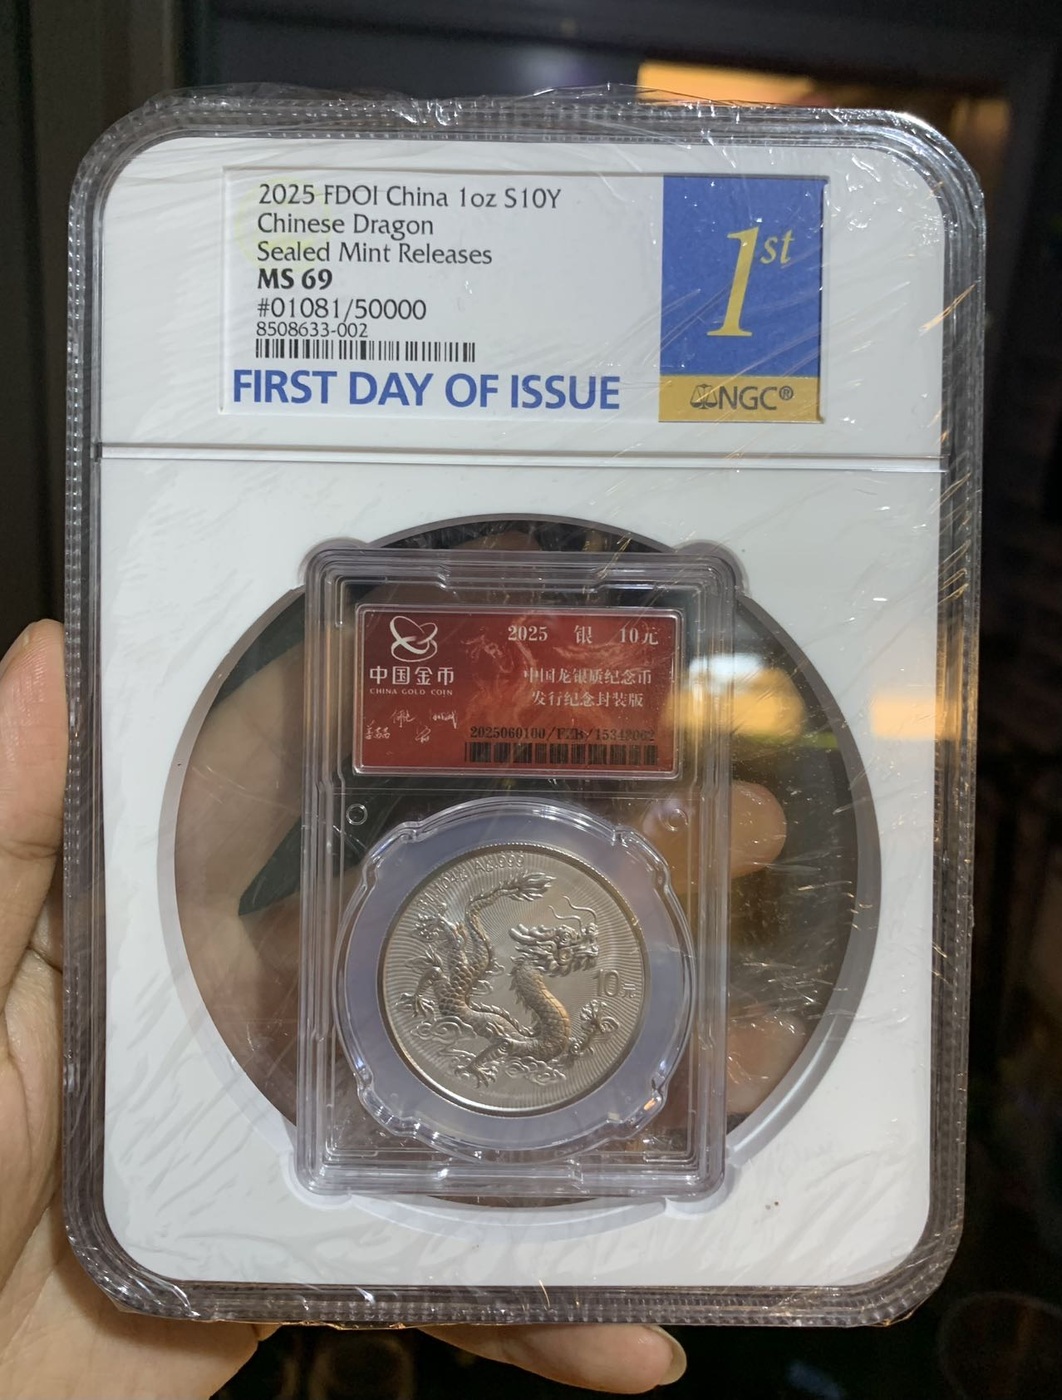 2025 FDOI China 1oz S10Y
Chinese Dragon
Sealed Mint Releases
MS 69
#01081/50000
8508633-002
FIRST DAY OF ISSUE
1st
NGC®
2025 银 10元
中国金币
CHINA GOLD COIN
中国龙银质纪念币
发行纪念封装版
Ag.999
10元